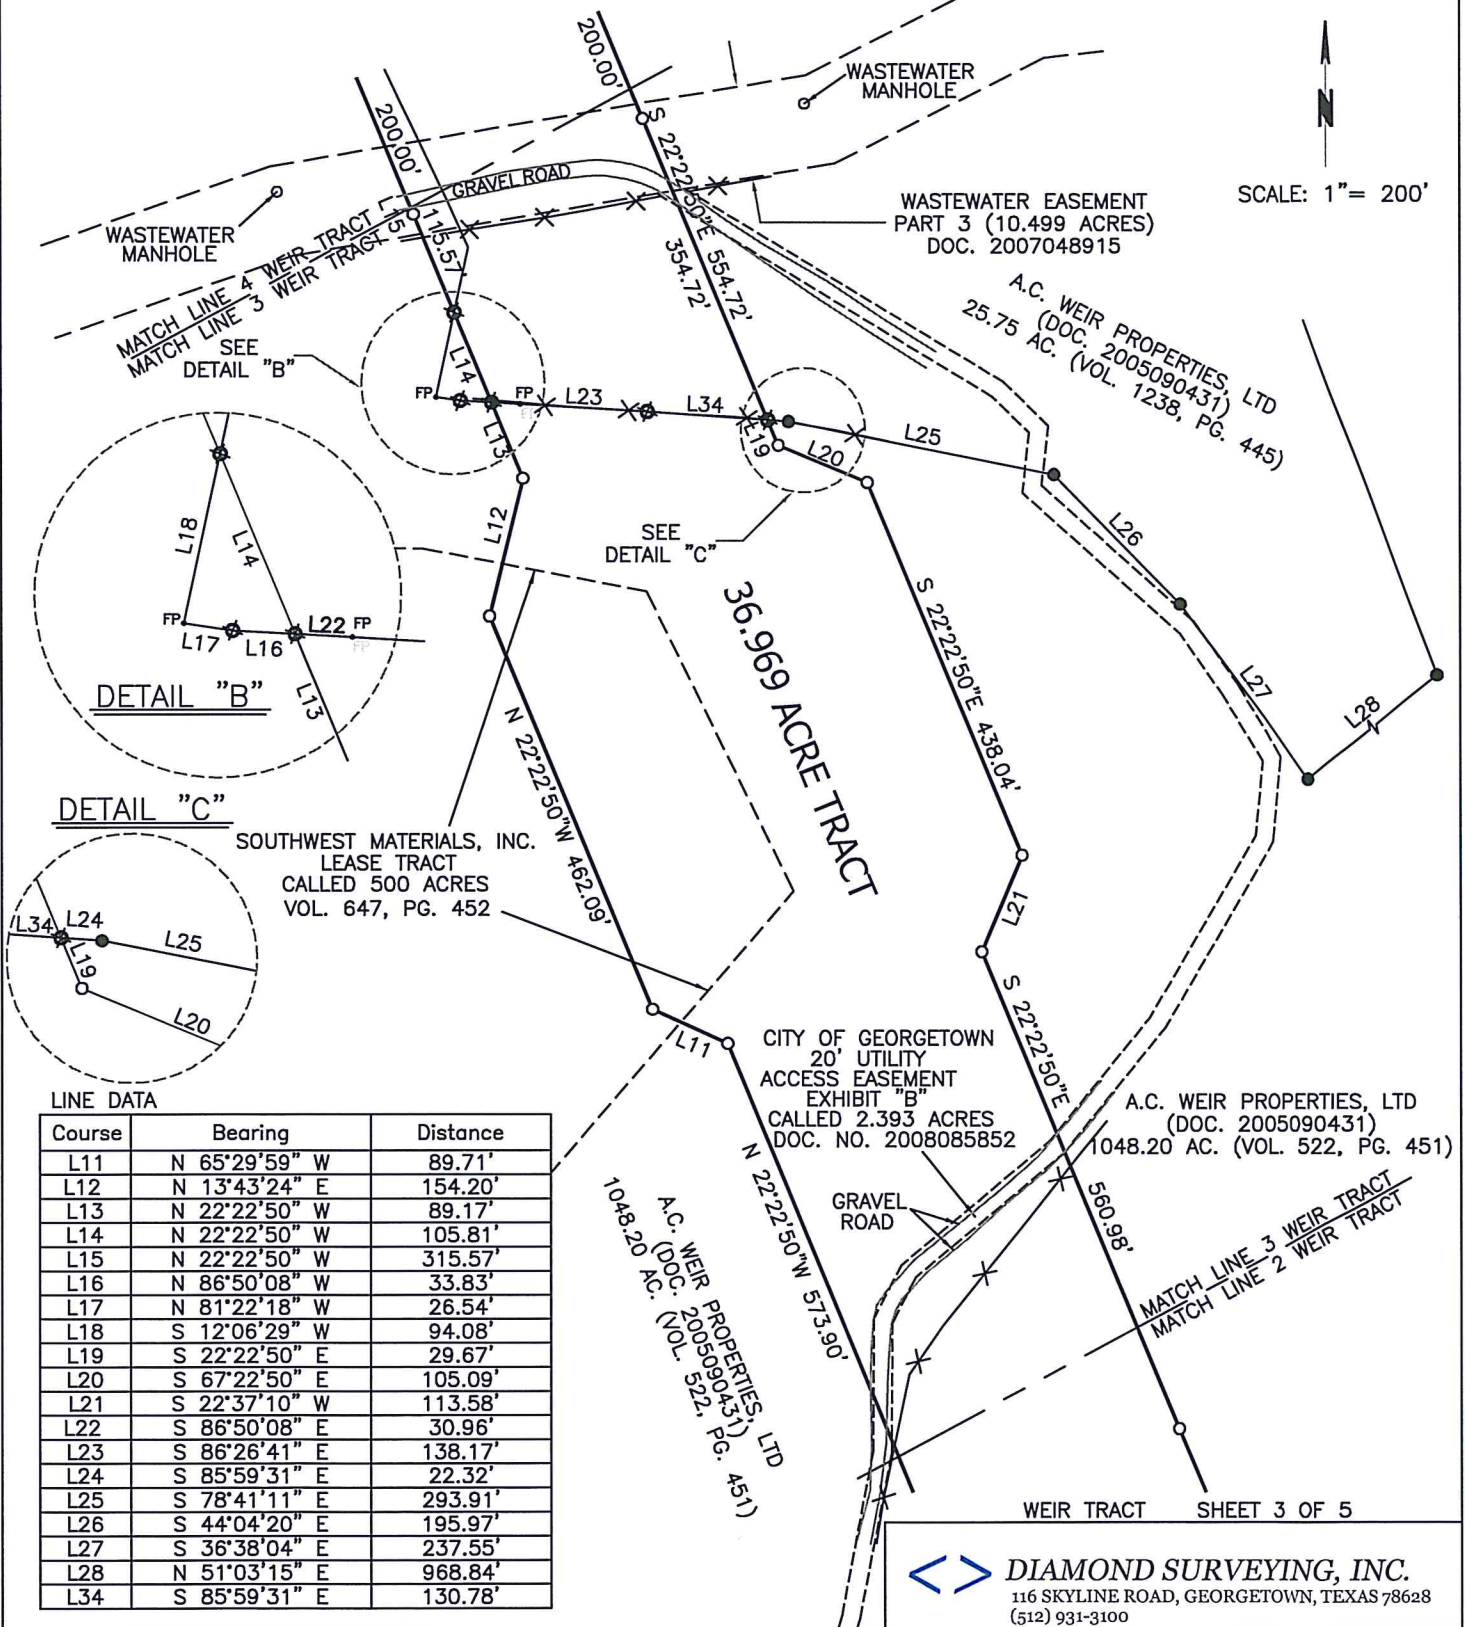 200.00'
WASTEWATER
MANHOLE
N
SCALE: 1"= 200'
200.00'
S 22°22'50"E 554.72'
354.72'
GRAVEL ROAD
WASTEWATER EASEMENT
PART 3 (10.499 ACRES)
DOC. 2007048915
WASTEWATER
MANHOLE
L15
115.57'
MATCH LINE 4 WEIR TRACT
MATCH LINE 3 WEIR TRACT
A.C. WEIR PROPERTIES, LTD
(DOC. 2005090431)
25.75 AC. (VOL. 1238, PG. 445)
SEE
DETAIL "B"
L14
FP
FP
L23
L34
L13
L19
L20
L25
L12
SEE
DETAIL "C"
L26
L18
L14
FP
L17
L16
L22
FP
FP
L13
DETAIL "B"
36.969 ACRE TRACT
S 22°22'50"E 438.04'
L27
L28
N 22°22'50"W 462.09'
DETAIL "C"
L34
L24
L25
L19
L20
SOUTHWEST MATERIALS, INC.
LEASE TRACT
CALLED 500 ACRES
VOL. 647, PG. 452
L21
L11
S 22°22'50"E
560.98'
CITY OF GEORGETOWN
20' UTILITY
ACCESS EASEMENT
EXHIBIT "B"
CALLED 2.393 ACRES
DOC. NO. 2008085852
A.C. WEIR PROPERTIES, LTD
(DOC. 2005090431)
1048.20 AC. (VOL. 522, PG. 451)
N 22°22'50"W 573.90'
GRAVEL
ROAD
A.C. WEIR PROPERTIES, LTD
(DOC. 2005090431)
1048.20 AC. (VOL. 522, PG. 451)
MATCH LINE 3 WEIR TRACT
MATCH LINE 2 WEIR TRACT
LINE DATA
Course Bearing Distance
L11 N 65°29'59" W 89.71'
L12 N 13°43'24" E 154.20'
L13 N 22°22'50" W 89.17'
L14 N 22°22'50" W 105.81'
L15 N 22°22'50" W 315.57'
L16 N 86°50'08" W 33.83'
L17 N 81°22'18" W 26.54'
L18 S 12°06'29" W 94.08'
L19 S 22°22'50" E 29.67'
L20 S 67°22'50" E 105.09'
L21 S 22°37'10" W 113.58'
L22 S 86°50'08" E 30.96'
L23 S 86°26'41" E 138.17'
L24 S 85°59'31" E 22.32'
L25 S 78°41'11" E 293.91'
L26 S 44°04'20" E 195.97'
L27 S 36°38'04" E 237.55'
L28 N 51°03'15" E 968.84'
L34 S 85°59'31" E 130.78'
WEIR TRACT SHEET 3 OF 5
DIAMOND SURVEYING, INC.
116 SKYLINE ROAD, GEORGETOWN, TEXAS 78628
(512) 931-3100